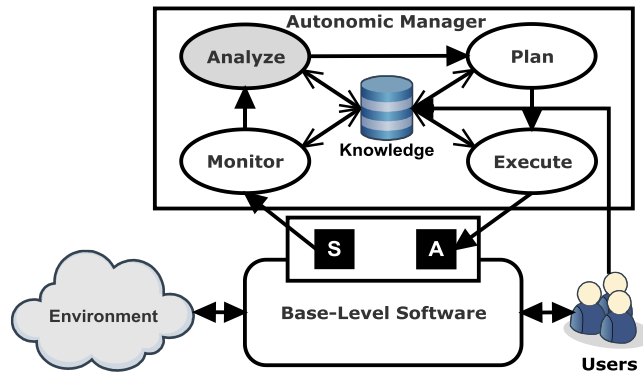 Autonomic Manager
Analyze
Plan
Knowledge
Monitor
Execute
S
A
Environment
Base-Level Software
Users